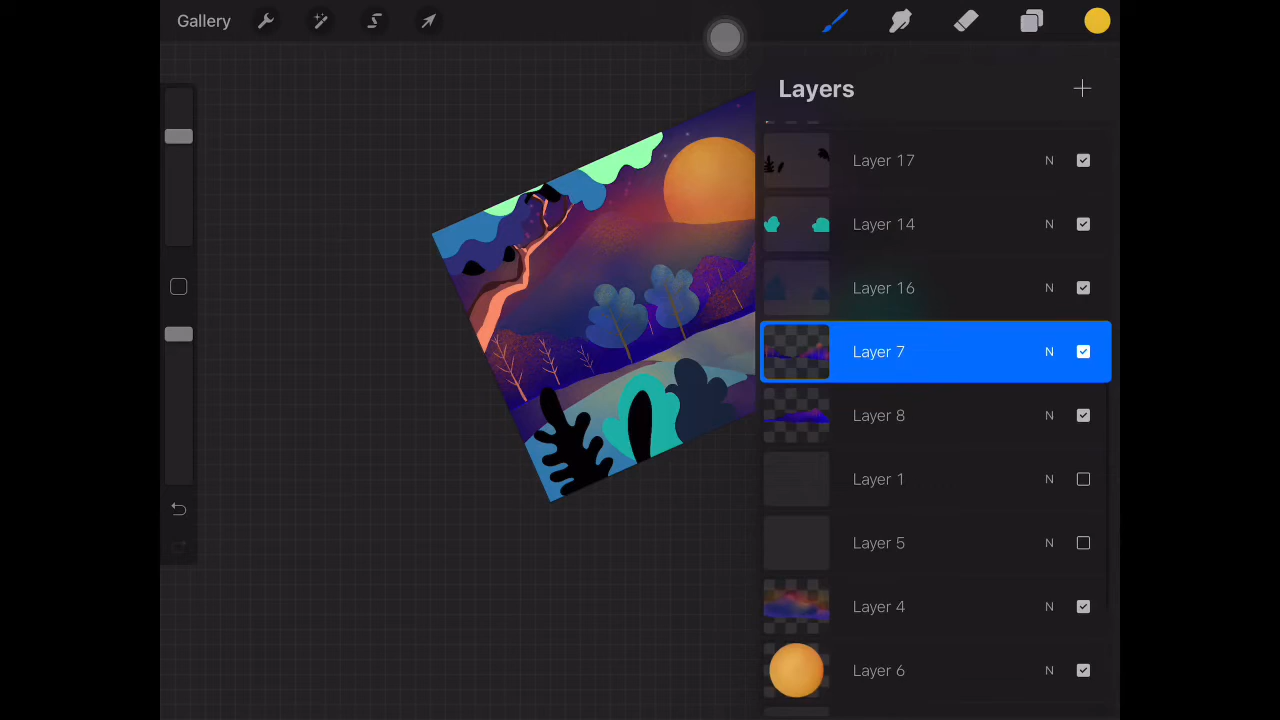 Gallery
Layers
Layer 17 N
Layer 14 N
Layer 16 N
Layer 7 N
Layer 8 N
Layer 1 N
Layer 5 N
Layer 4 N
Layer 6 N